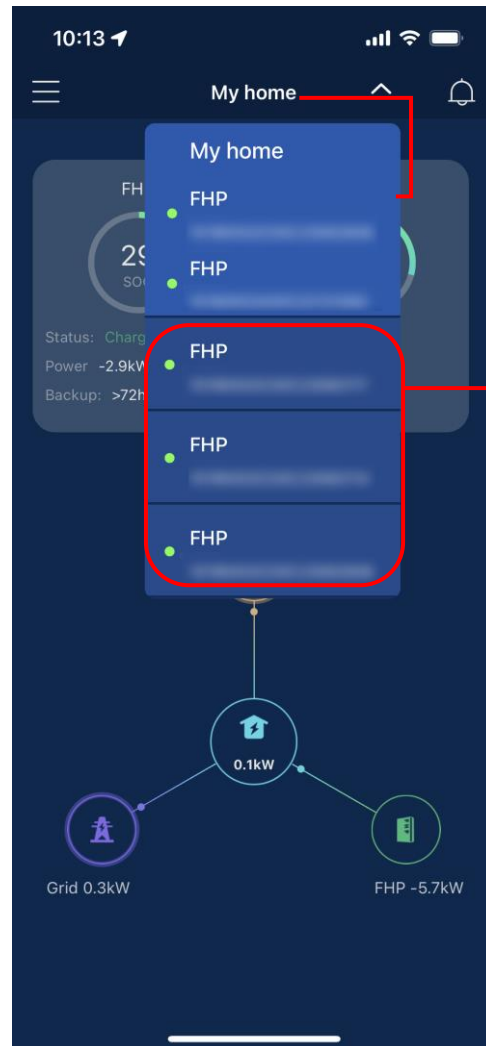 10:13
My home
My home
FHP
FHP
FHP
FHP
FHP
FH
29
SO
Status: Charg
Power -2.9kW
Backup: >72h
0.1kW
Grid 0.3kW
FHP -5.7kW